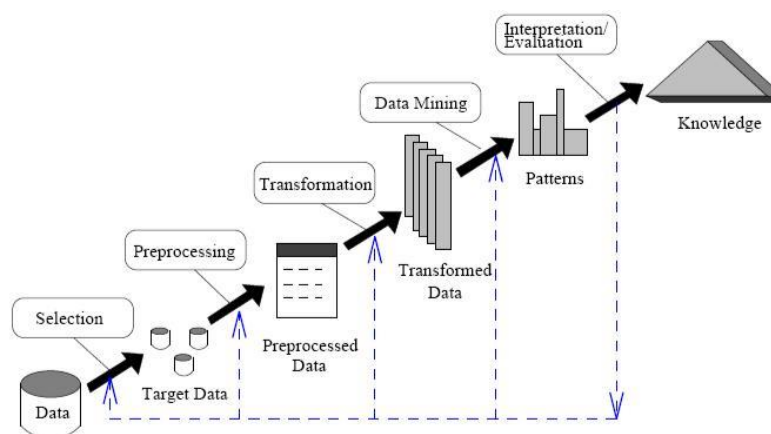 Interpretation/
Evaluation
Data Mining
Knowledge
Transformation
Patterns
Preprocessing
Transformed
Data
Selection
Preprocessed
Data
Target Data
Data